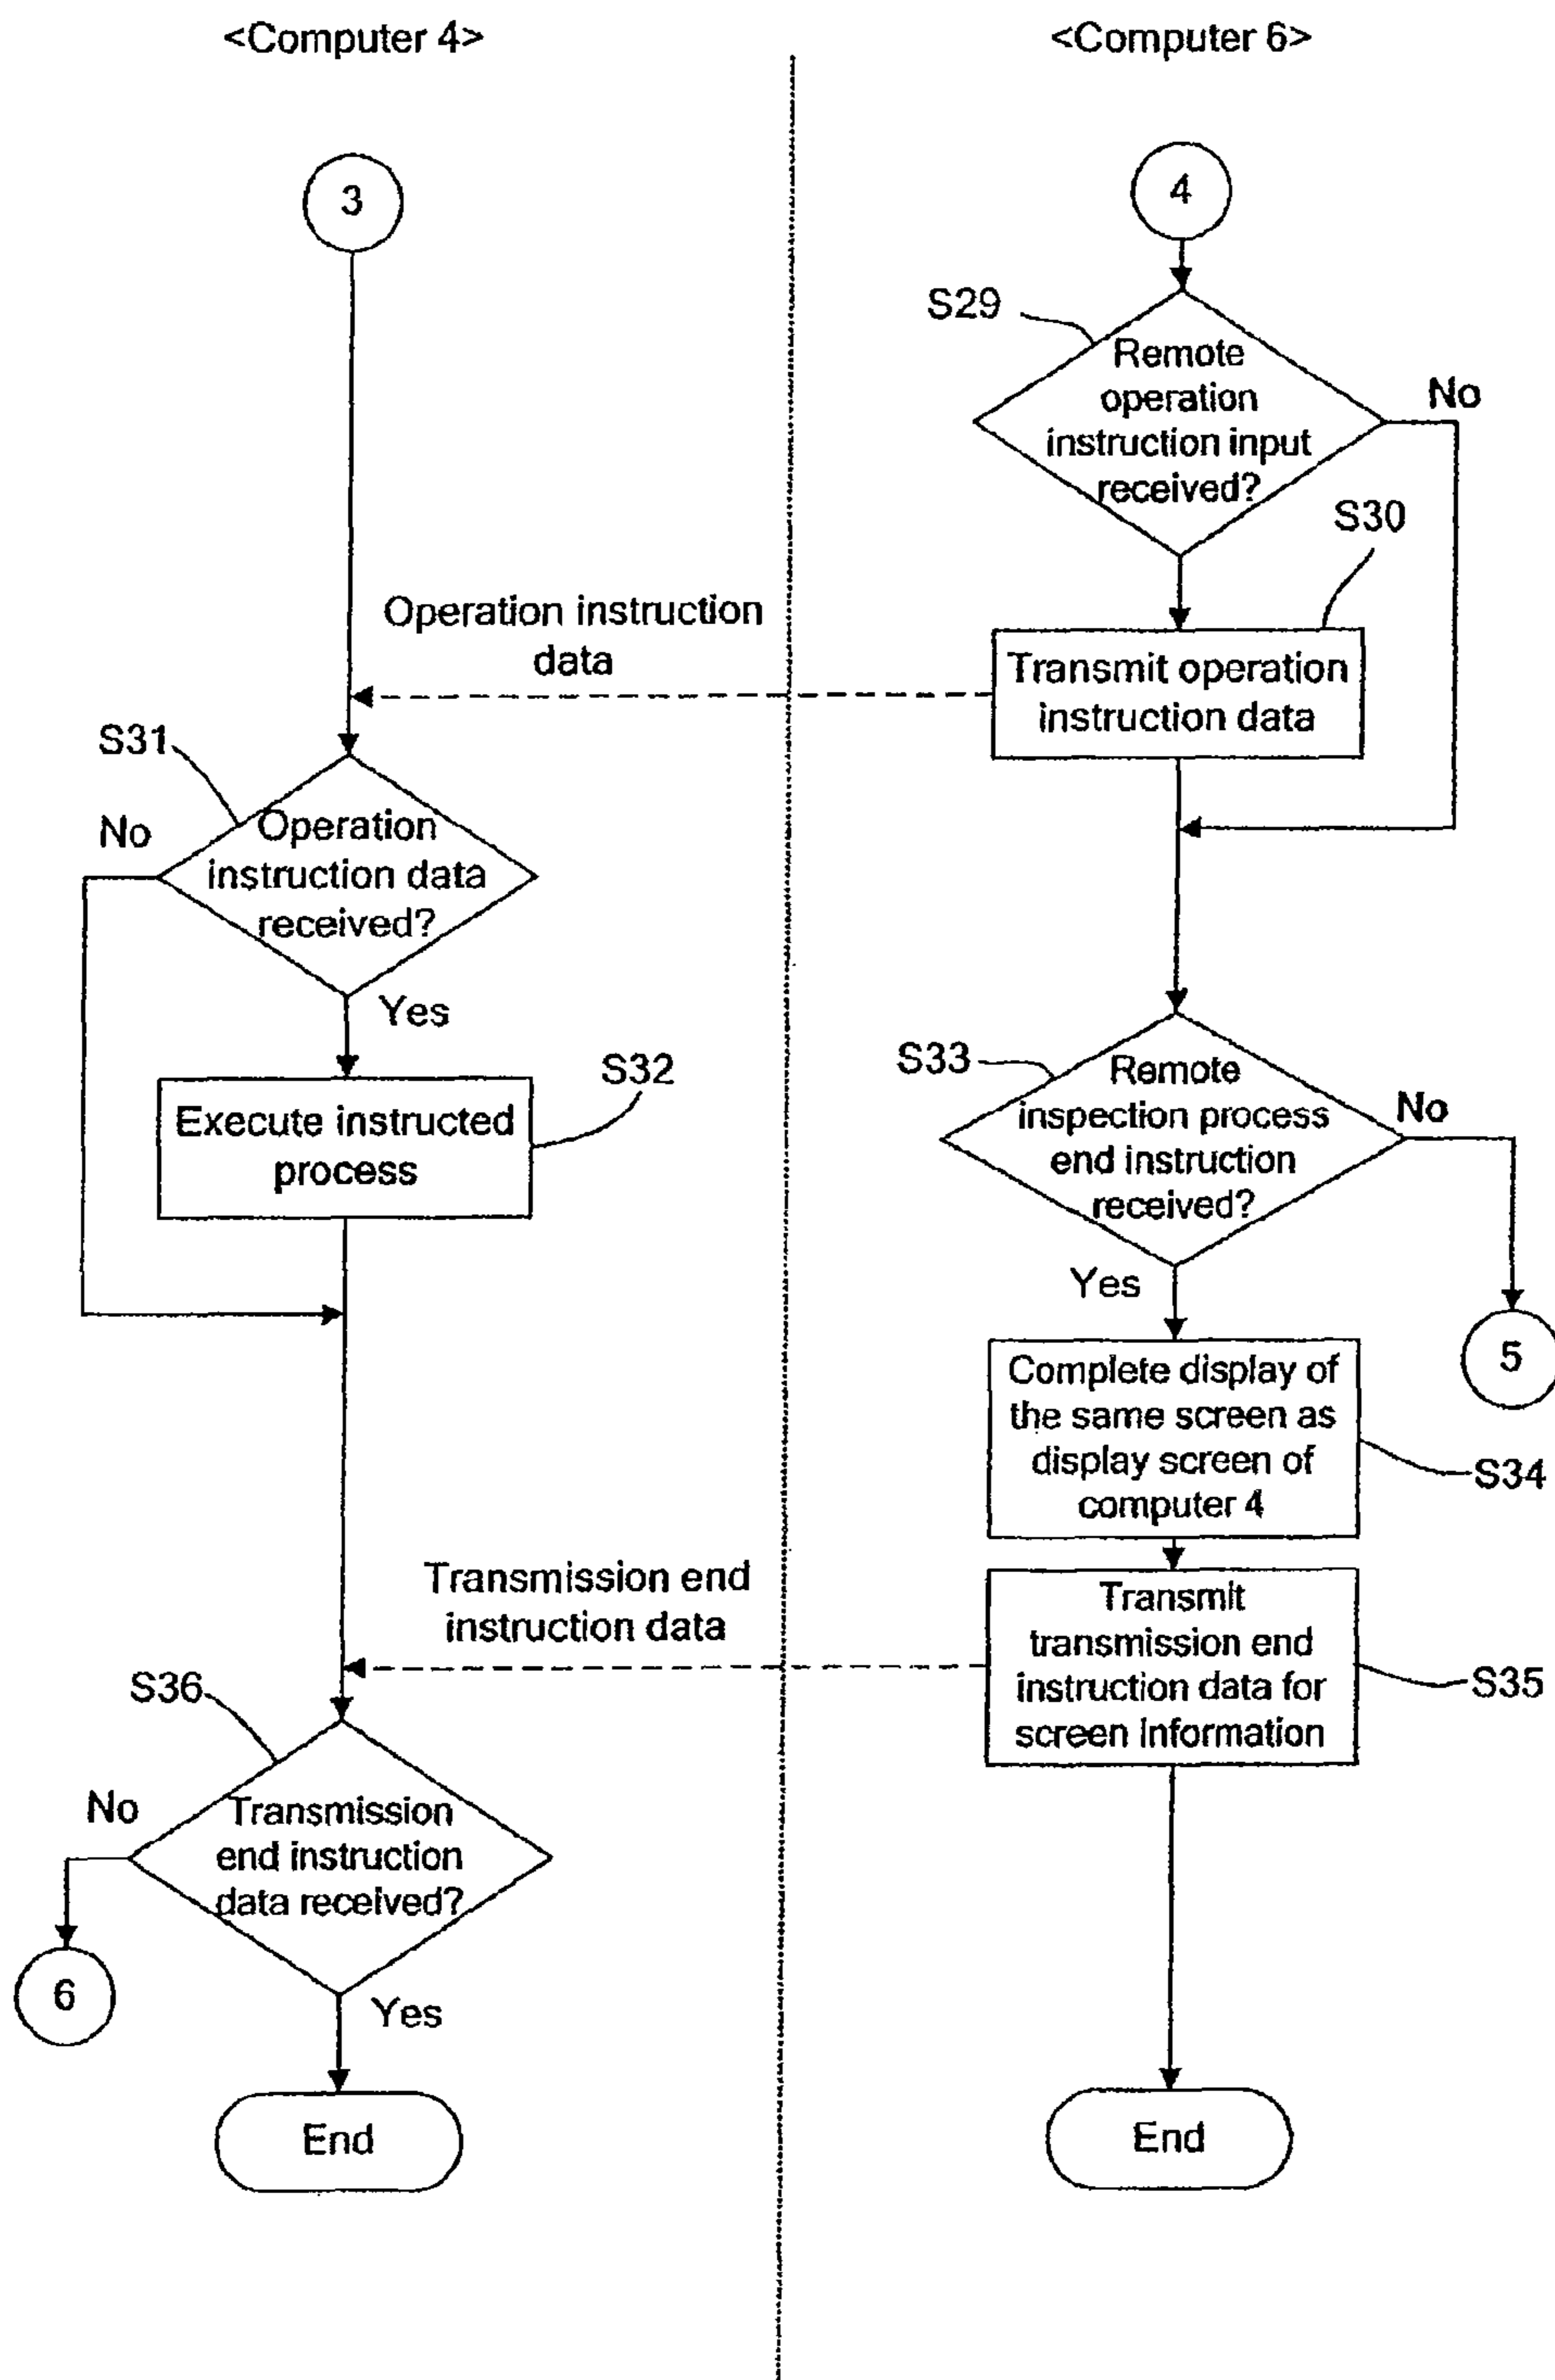 <Computer 4>
<Computer 6>
3
4
S29
Remote
operation
instruction input
received?
No
S30
Operation instruction
data
Transmit operation
instruction data
S31
No
Operation
instruction data
received?
Yes
S32
Execute instructed
process
S33
Remote
inspection process
end instruction
received?
No
Yes
5
Complete display of
the same screen as
display screen of
computer 4
S34
Transmission end
instruction data
Transmit
transmission end
instruction data for
screen information
S35
S36
No
Transmission
end instruction
data received?
6
Yes
End
End